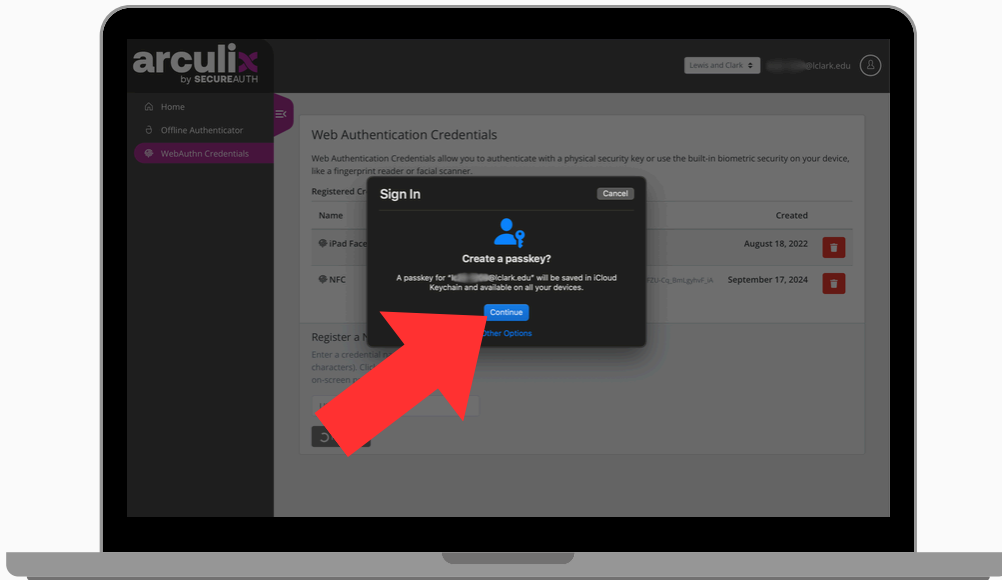 arculix
by SECUREAUTH
Lewis and Clark
@lclark.edu
Home
Offline Authenticator
WebAuthn Credentials
Web Authentication Credentials
Web Authentication Credentials allow you to authenticate with a physical security key or use the built-in biometric security on your device,
like a fingerprint reader or facial scanner.
Registered
Name
Created
iPad Face
August 18, 2022
NFC
September 17, 2024
Sign In
Cancel
Create a passkey?
A passkey for "@lclark.edu" will be saved in iCloud
Keychain and available on all your devices.
Continue
Other Options
Register a
Enter a credential
characters).
on-screen